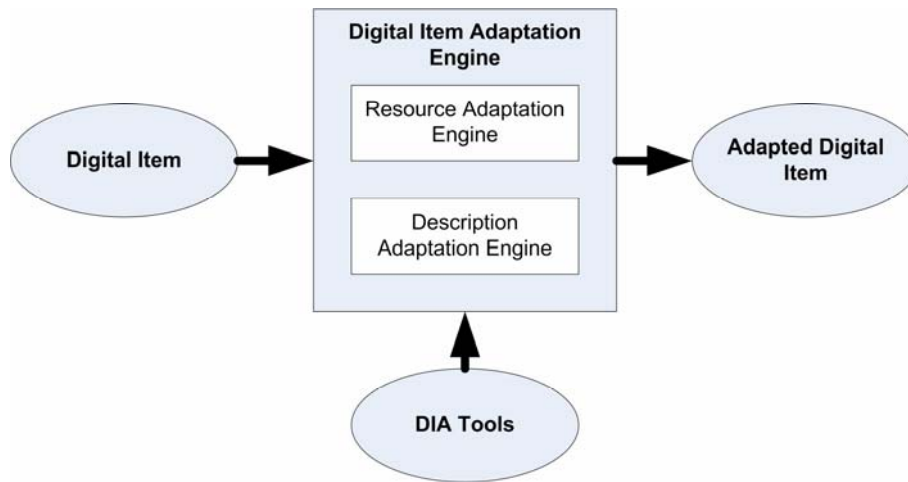 Digital Item Adaptation
Engine
Resource Adaptation
Engine
Digital Item
Adapted Digital
Item
Description
Adaptation Engine
DIA Tools